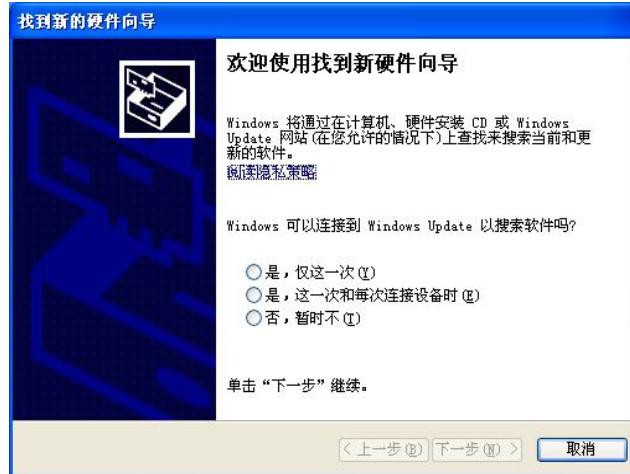 找到新的硬件向导
欢迎使用找到新硬件向导
Windows 将通过在计算机、硬件安装 CD 或 Windows
Update 网站(在您允许的情况下)上查找来搜索当前和更
新的软件。
阅读隐私策略
Windows 可以连接到 Windows Update 以搜索软件吗?
是，仅这一次(Y)
是，这一次和每次连接设备时(E)
否，暂时不(T)
单击“下一步”继续。
<上一步(B) 下一步(N) > 取消